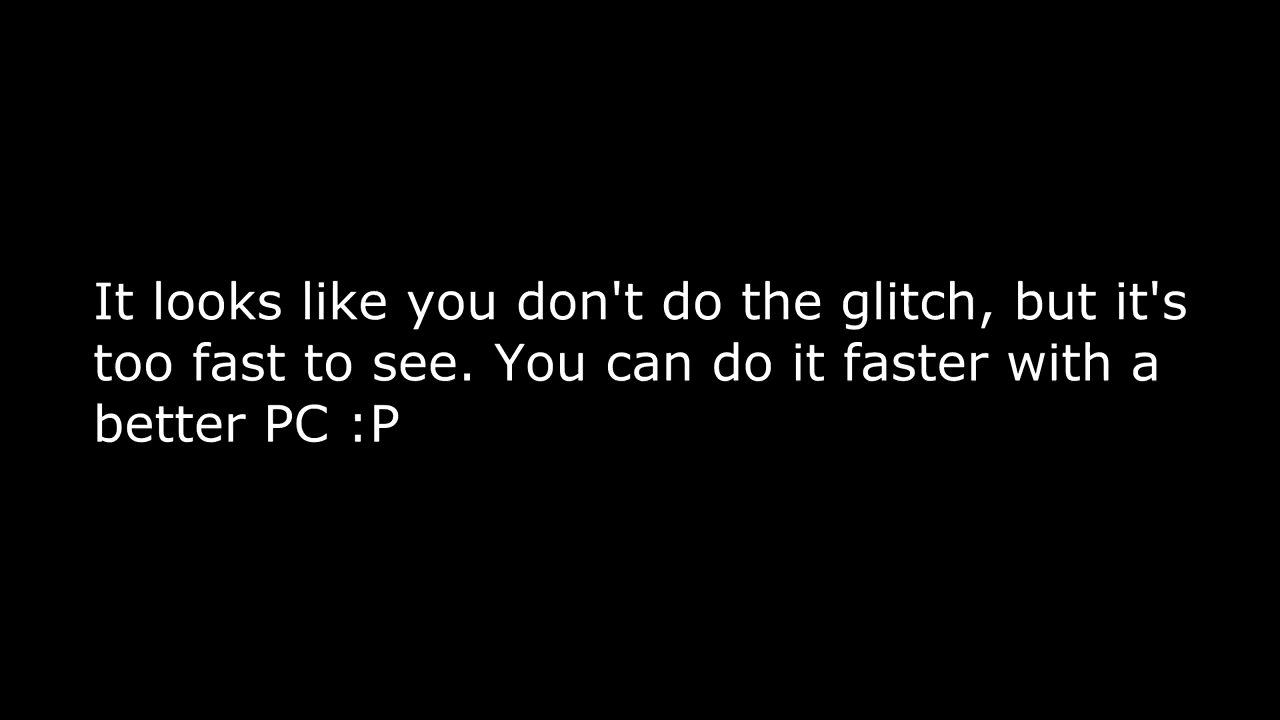 It looks like you don't do the glitch, but it's
too fast to see. You can do it faster with a
better PC :P